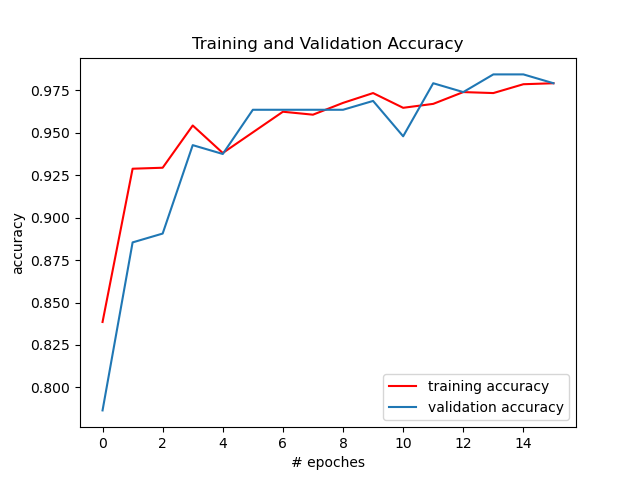 Training and Validation Accuracy
accuracy
0.975
0.950
0.925
0.900
0.875
0.850
0.825
0.800
training accuracy
validation accuracy
0 2 4 6 8 10 12 14
# epoches